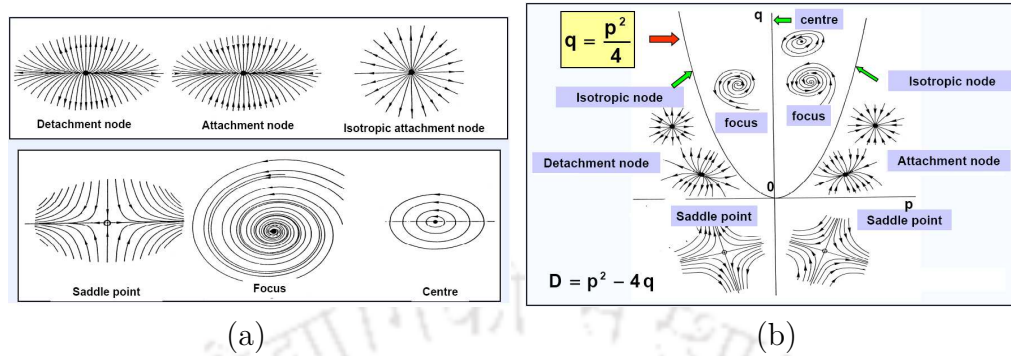 Detachment node
Attachment node
Isotropic attachment node
Saddle point
Focus
Centre
(a)
q = p²/4
q
centre
Isotropic node
Isotropic node
focus
focus
Detachment node
Attachment node
0
p
Saddle point
Saddle point
D = p² − 4q
(b)